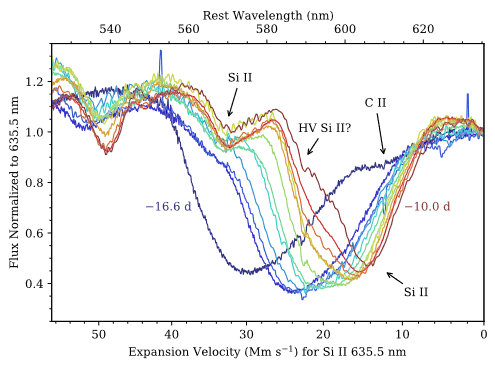 Rest Wavelength (nm)
540 560 580 600 620
Flux Normalized to 635.5 nm
1.2
1.0
0.8
0.6
0.4
Si II
HV Si II?
C II
−16.6 d
−10.0 d
Si II
50 40 30 20 10 0
Expansion Velocity (Mm s⁻¹) for Si II 635.5 nm